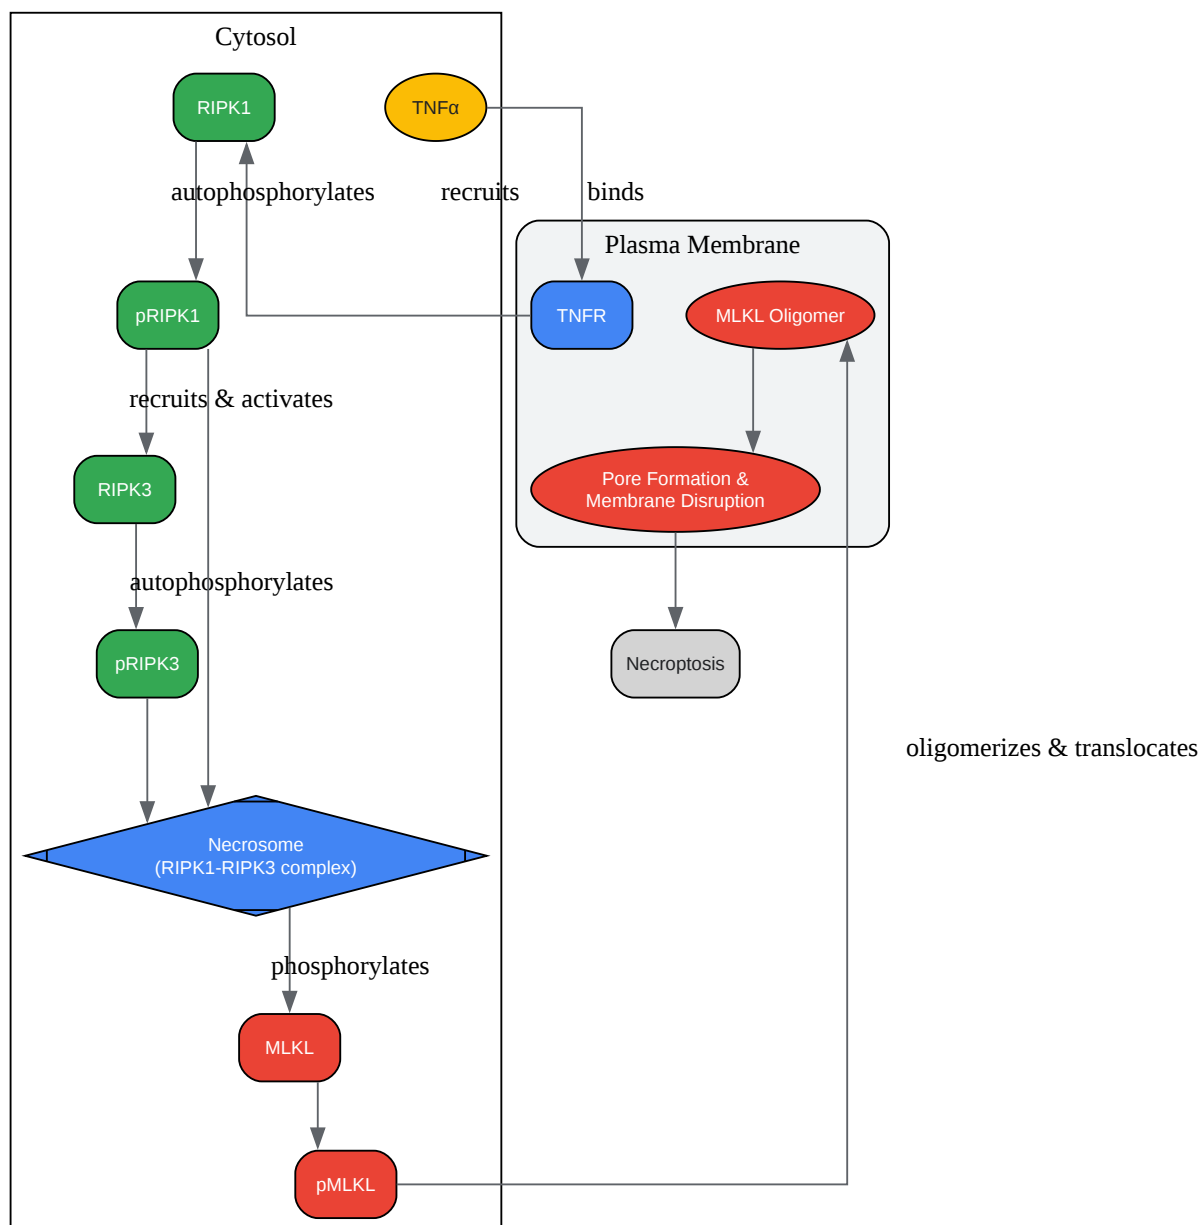 Cytosol
RIPK1
TNFα
autophosphorylates
recruits
binds
Plasma Membrane
pRIPK1
TNFR
MLKL Oligomer
recruits & activates
RIPK3
Pore Formation &
Membrane Disruption
autophosphorylates
pRIPK3
Necroptosis
oligomerizes & translocates
Necrosome
(RIPK1-RIPK3 complex)
phosphorylates
MLKL
pMLKL